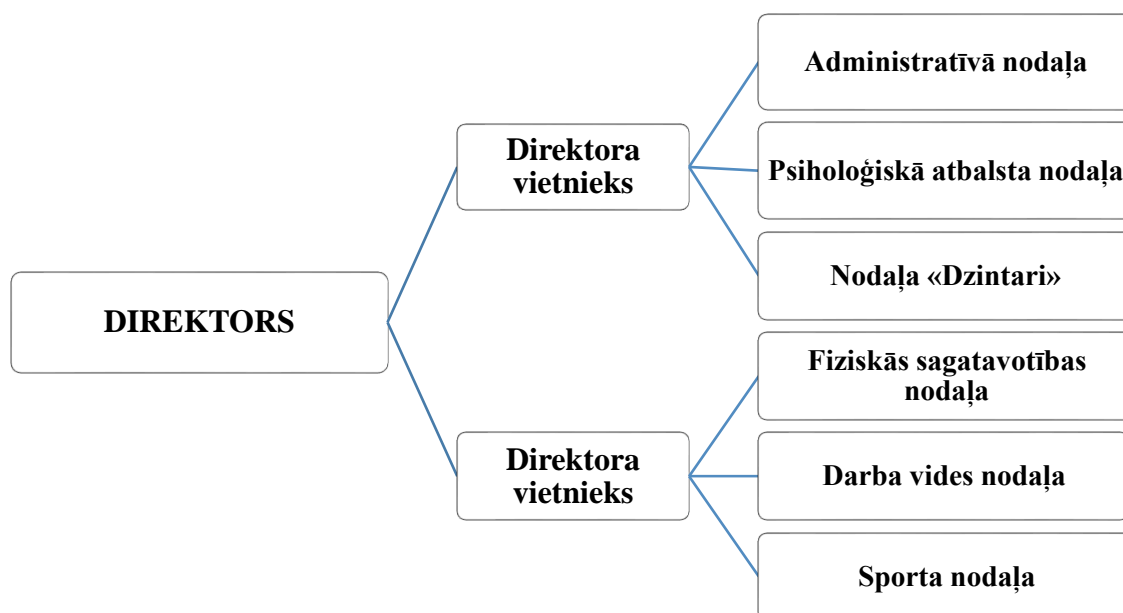 DIREKTORS
Direktora
vietnieks
Administratīvā nodaļa
Psiholoģiskā atbalsta nodaļa
Nodaļa «Dzintari»
Direktora
vietnieks
Fiziskās sagatavotības
nodaļa
Darba vides nodaļa
Sporta nodaļa